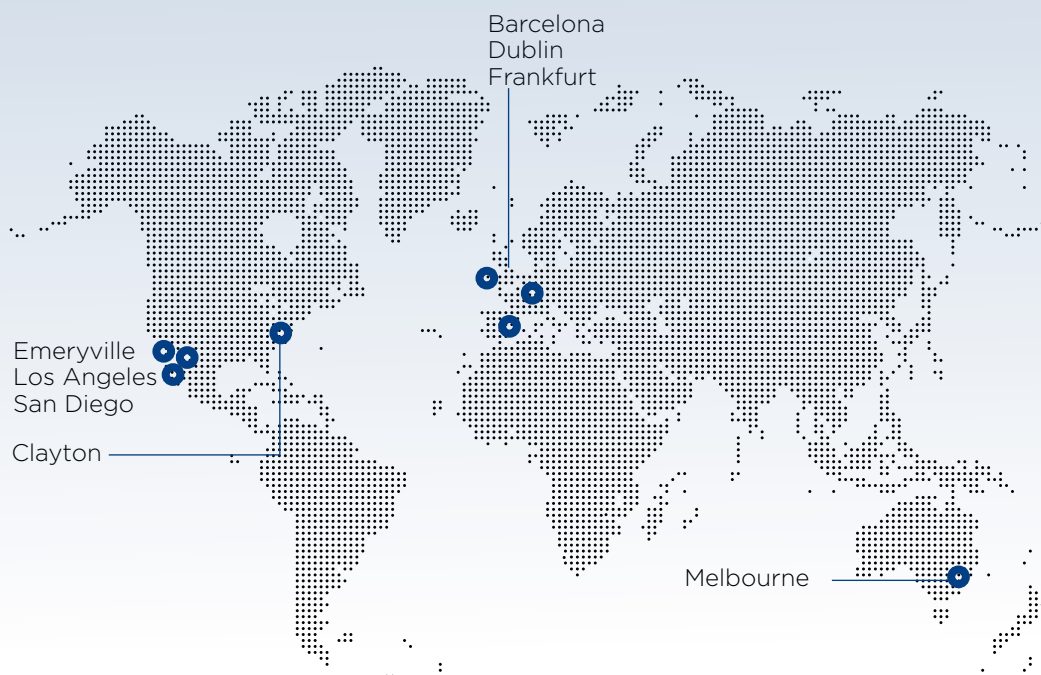 Barcelona
Dublin
Frankfurt
Emeryville
Los Angeles
San Diego
Clayton
Melbourne